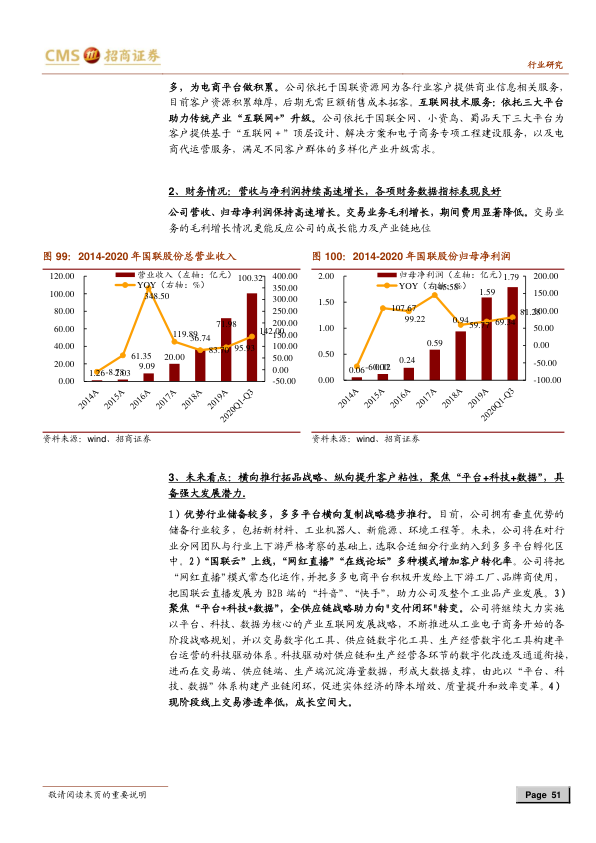 CMS 招商证券
行业研究
多，为电商平台做积累。公司依托于国联资源网为各行业客户提供商业信息相关服务，
目前客户资源积累雄厚，后期无需巨额销售成本拓客。互联网技术服务：依托三大平台
助力传统产业“互联网+”升级。公司依托于国联全网、小资鸟、蜀品天下三大平台为
客户提供基于“互联网＋”顶层设计、解决方案和电子商务专项工程建设服务，以及电
商代运营服务，满足不同客户群体的多样化产业升级需求。
2、财务情况：营收与净利润持续高速增长，各项财务数据指标表现良好
公司营收、归母净利润保持高速增长。交易业务毛利增长，期间费用显著降低。交易业
务的毛利增长情况更能反应公司的成长能力及产业链地位
图 99：2014-2020 年国联股份总营业收入
营业收入（左轴：亿元）
YOY（右轴：%）
120.00
100.00
80.00
60.00
40.00
20.00
0.00
400.00
350.00
300.00
250.00
200.00
150.00
100.00
50.00
0.00
-50.00
1.26
-8.78
2.03
61.35
9.09
348.50
20.00
119.89
36.74
83.70
71.98
95.92
100.32
142.00
2014A
2015A
2016A
2017A
2018A
2019A
2020Q1-Q3
资料来源：wind、招商证券
图 100：2014-2020 年国联股份归母净利润
归母净利润（左轴：亿元）
YOY（右轴：%）
2.00
1.50
1.00
0.50
0.00
200.00
150.00
100.00
50.00
0.00
-50.00
-100.00
0.06
0.12
107.67
0.24
99.22
0.59
0.94
1.59
1.79
2014A
2015A
2016A
2017A
2018A
2019A
2020Q1-Q3
资料来源：wind、招商证券
3、未来看点：横向推行拓品战略、纵向提升客户粘性，聚焦“平台+科技+数据”，具
备强大发展潜力.
1）优势行业储备较多，多多平台横向复制战略稳步推行。目前，公司拥有垂直优势的
储备行业较多，包括新材料、工业机器人、新能源、环境工程等。未来，公司将在对行
业分网团队与行业上下游严格考察的基础上，选取合适细分行业纳入到多多平台孵化区
中。2）“国联云”上线，“网红直播”“在线论坛”多种模式增加客户转化率。公司将把
“网红直播”模式常态化运作，并把多多电商平台积极开发给上下游工厂、品牌商使用，
把国联云直播发展为 B2B 端的“抖音”、“快手”，助力公司及整个工业品产业发展。3）
聚焦“平台+科技+数据”，全供应链战略助力向"交付闭环"转变。公司将继续大力实施
以平台、科技、数据为核心的产业互联网发展战略，不断推进从工业电子商务开始的各
阶段战略规划，并以交易数字化工具、供应链数字化工具、生产经营数字化工具构建平
台运营的科技驱动体系。科技驱动对供应链和生产经营各环节的数字化改造及通道衔接，
进而在交易端、供应链端、生产端沉淀海量数据，形成大数据支撑，由此以“平台、科
技、数据”体系构建产业链闭环，促进实体经济的降本增效、质量提升和效率变革。4）
现阶段线上交易渗透率低，成长空间大。
敬请阅读末页的重要说明
Page 51